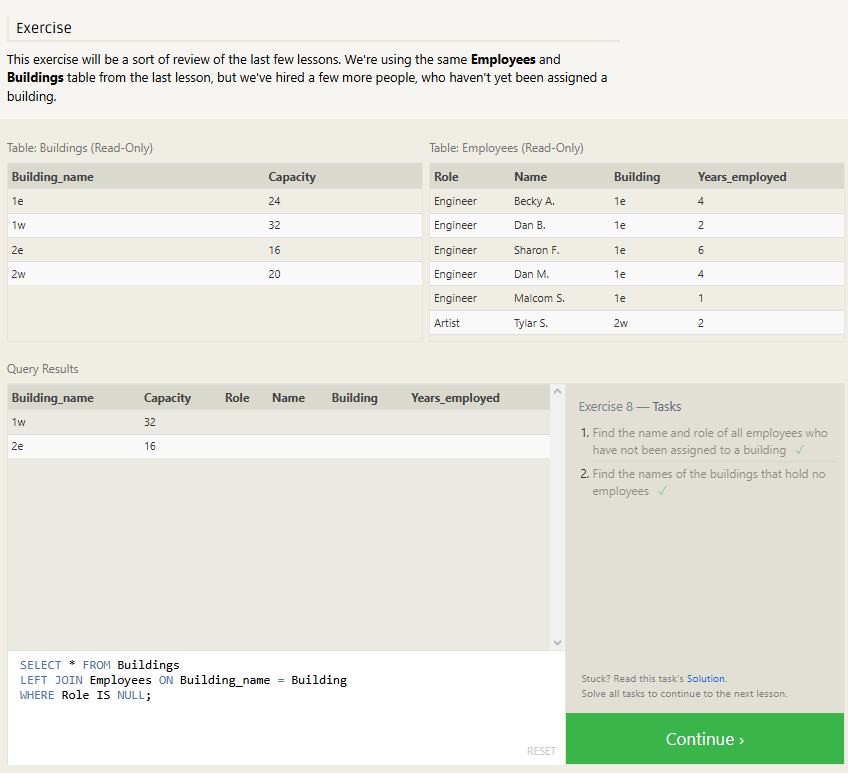 Exercise
This exercise will be a sort of review of the last few lessons. We're using the same Employees and
Buildings table from the last lesson, but we've hired a few more people, who haven't yet been assigned a
building.
Table: Buildings (Read-Only)
Building_name Capacity
1e 24
1w 32
2e 16
2w 20
Table: Employees (Read-Only)
Role Name Building Years_employed
Engineer Becky A. 1e 4
Engineer Dan B. 1e 2
Engineer Sharon F. 1e 6
Engineer Dan M. 1e 4
Engineer Malcom S. 1e 1
Artist Tylar S. 2w 2
Query Results
Building_name Capacity Role Name Building Years_employed
1w 32
2e 16
SELECT * FROM Buildings
LEFT JOIN Employees ON Building_name = Building
WHERE Role IS NULL;
RESET
Exercise 8 — Tasks
1. Find the name and role of all employees who
have not been assigned to a building ✓
2. Find the names of the buildings that hold no
employees ✓
Stuck? Read this task's Solution.
Solve all tasks to continue to the next lesson.
Continue ›